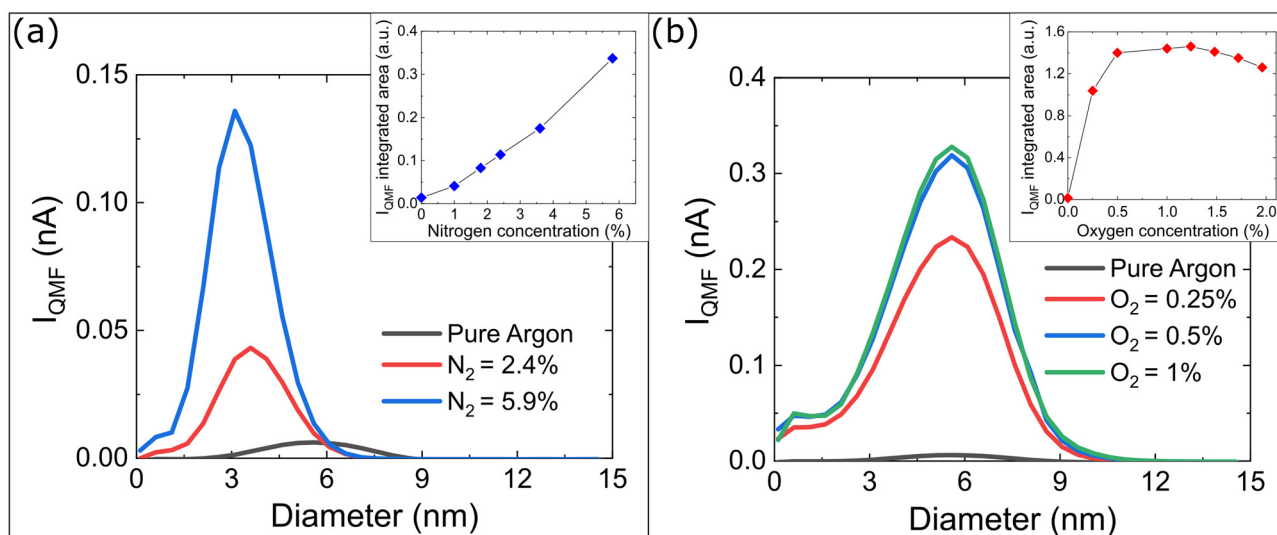 (a)
I_QMF (nA)
0.15
0.10
0.05
0.00
0
3
6
9
12
15
Diameter (nm)
Pure Argon
N₂ = 2.4%
N₂ = 5.9%
I_QMF integrated area (a.u.)
0.4
0.3
0.2
0.1
0.0
0
1
2
3
4
5
6
Nitrogen concentration (%)
(b)
I_QMF (nA)
0.4
0.3
0.2
0.1
0.0
0
3
6
9
12
15
Diameter (nm)
Pure Argon
O₂ = 0.25%
O₂ = 0.5%
O₂ = 1%
I_QMF integrated area (a.u.)
1.6
1.2
0.8
0.4
0.0
0.0
0.5
1.0
1.5
2.0
Oxygen concentration (%)